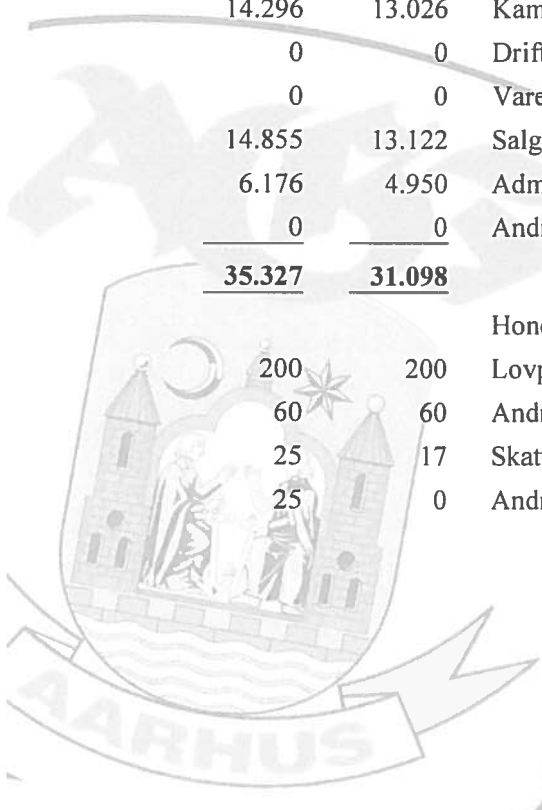 14.296 13.026 Kam
0 0 Drift
0 0 Vare
14.855 13.122 Salg
6.176 4.950 Adm
0 0 Andr
35.327 31.098
Hono
200 200 Lovp
60 60 Andr
25 17 Skat
25 0 Andr
AGF
AARHUS